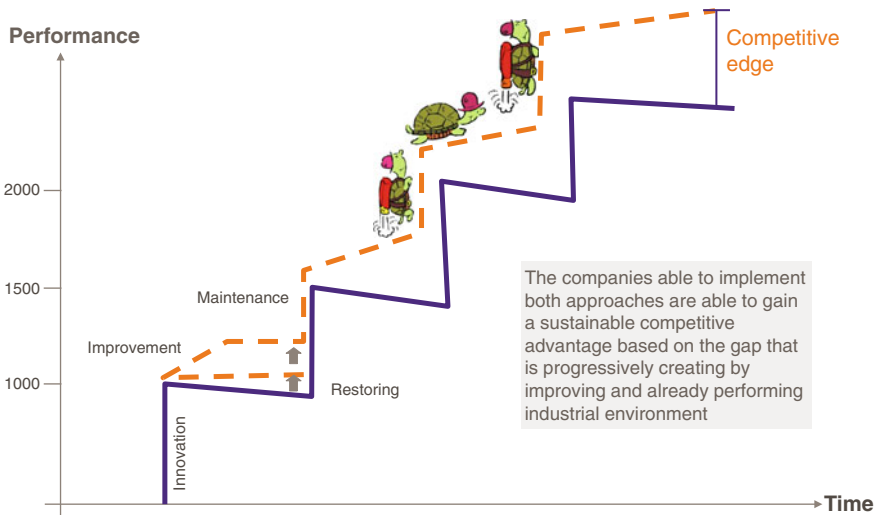 Performance
Competitive
edge
2000
1500
1000
Maintenance
Improvement
Restoring
Innovation
The companies able to implement
both approaches are able to gain
a sustainable competitive
advantage based on the gap that
is progressively creating by
improving and already performing
industrial environment
Time